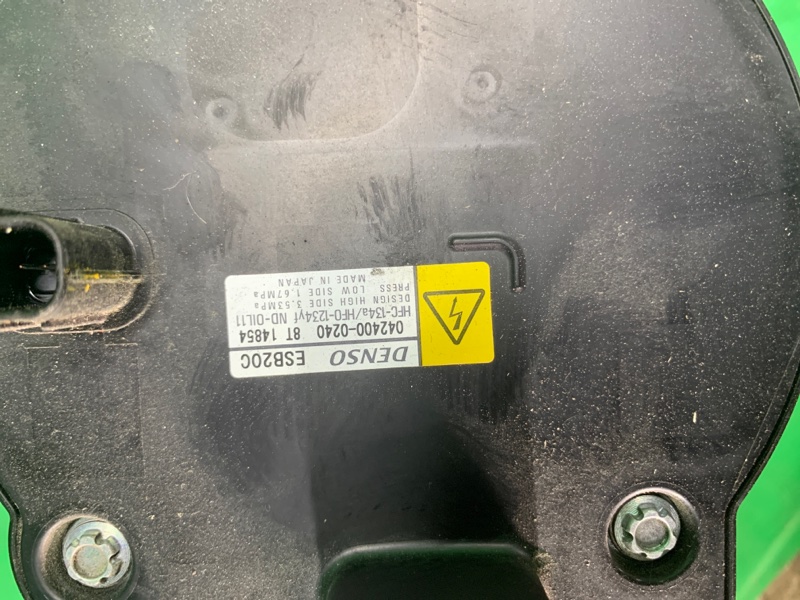 DENSO ESB20C
042400-0240 8T 14854
HFC-134a/HFO-1234yf ND-OIL11
DESIGN HIGH SIDE 3.53MPa
PRESS. LOW SIDE 1.67MPa
MADE IN JAPAN